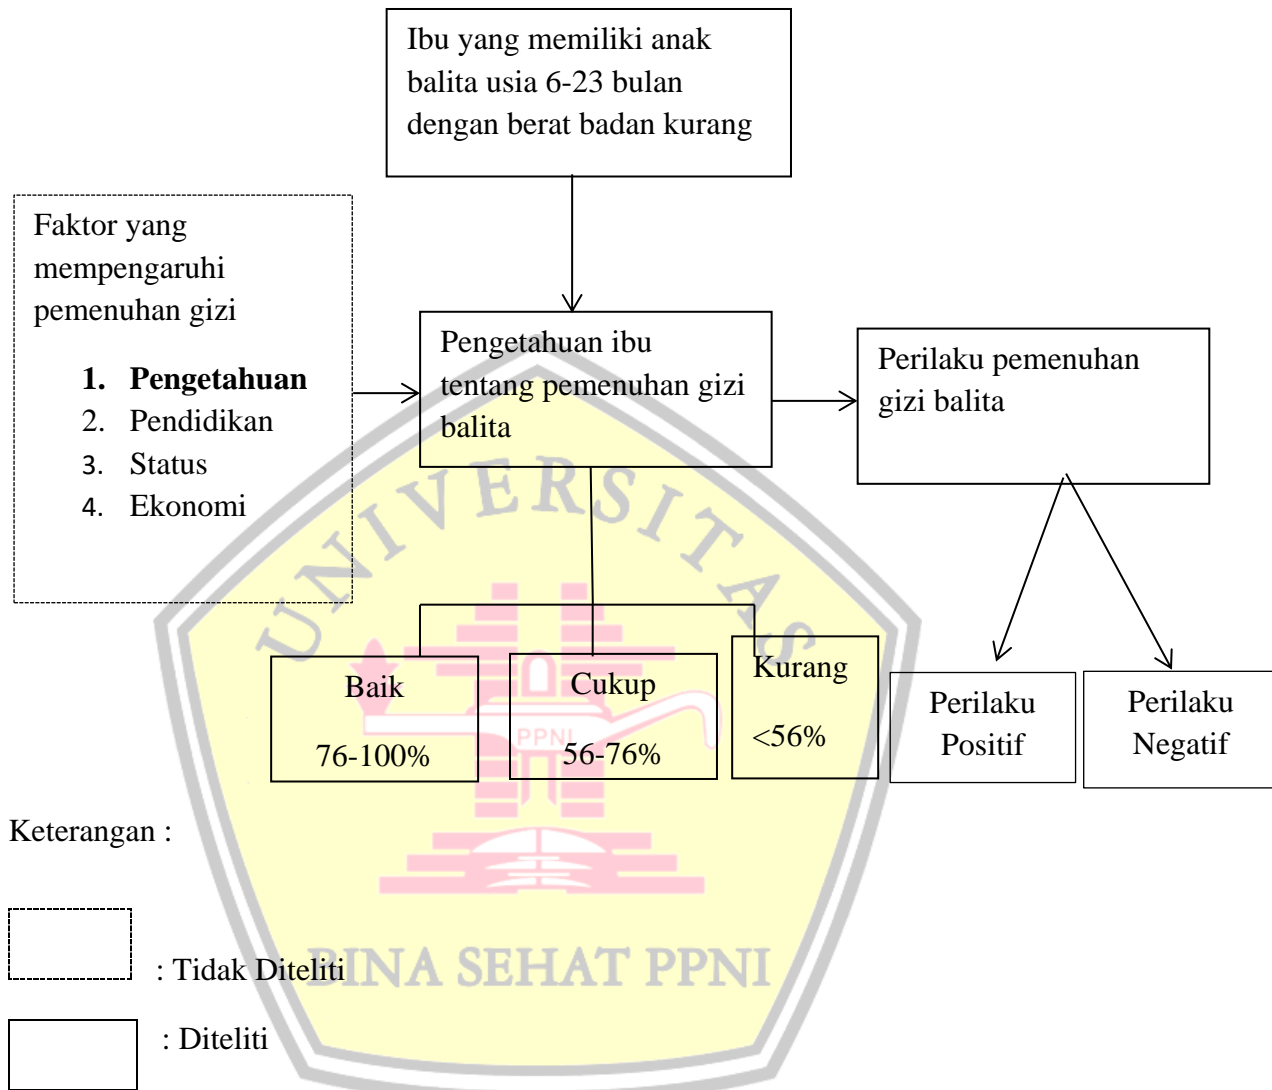 Ibu yang memiliki anak
balita usia 6-23 bulan
dengan berat badan kurang
Faktor yang
mempengaruhi
pemenuhan gizi
1. Pengetahuan
2. Pendidikan
3. Status
4. Ekonomi
Pengetahuan ibu
tentang pemenuhan gizi
balita
Perilaku pemenuhan
gizi balita
UNIVERSITAS
Baik
76-100%
Cukup
56-76%
Kurang
<56%
Perilaku
Positif
Perilaku
Negatif
PPNI
Keterangan :
: Tidak Diteliti
BINA SEHAT PPNI
: Diteliti